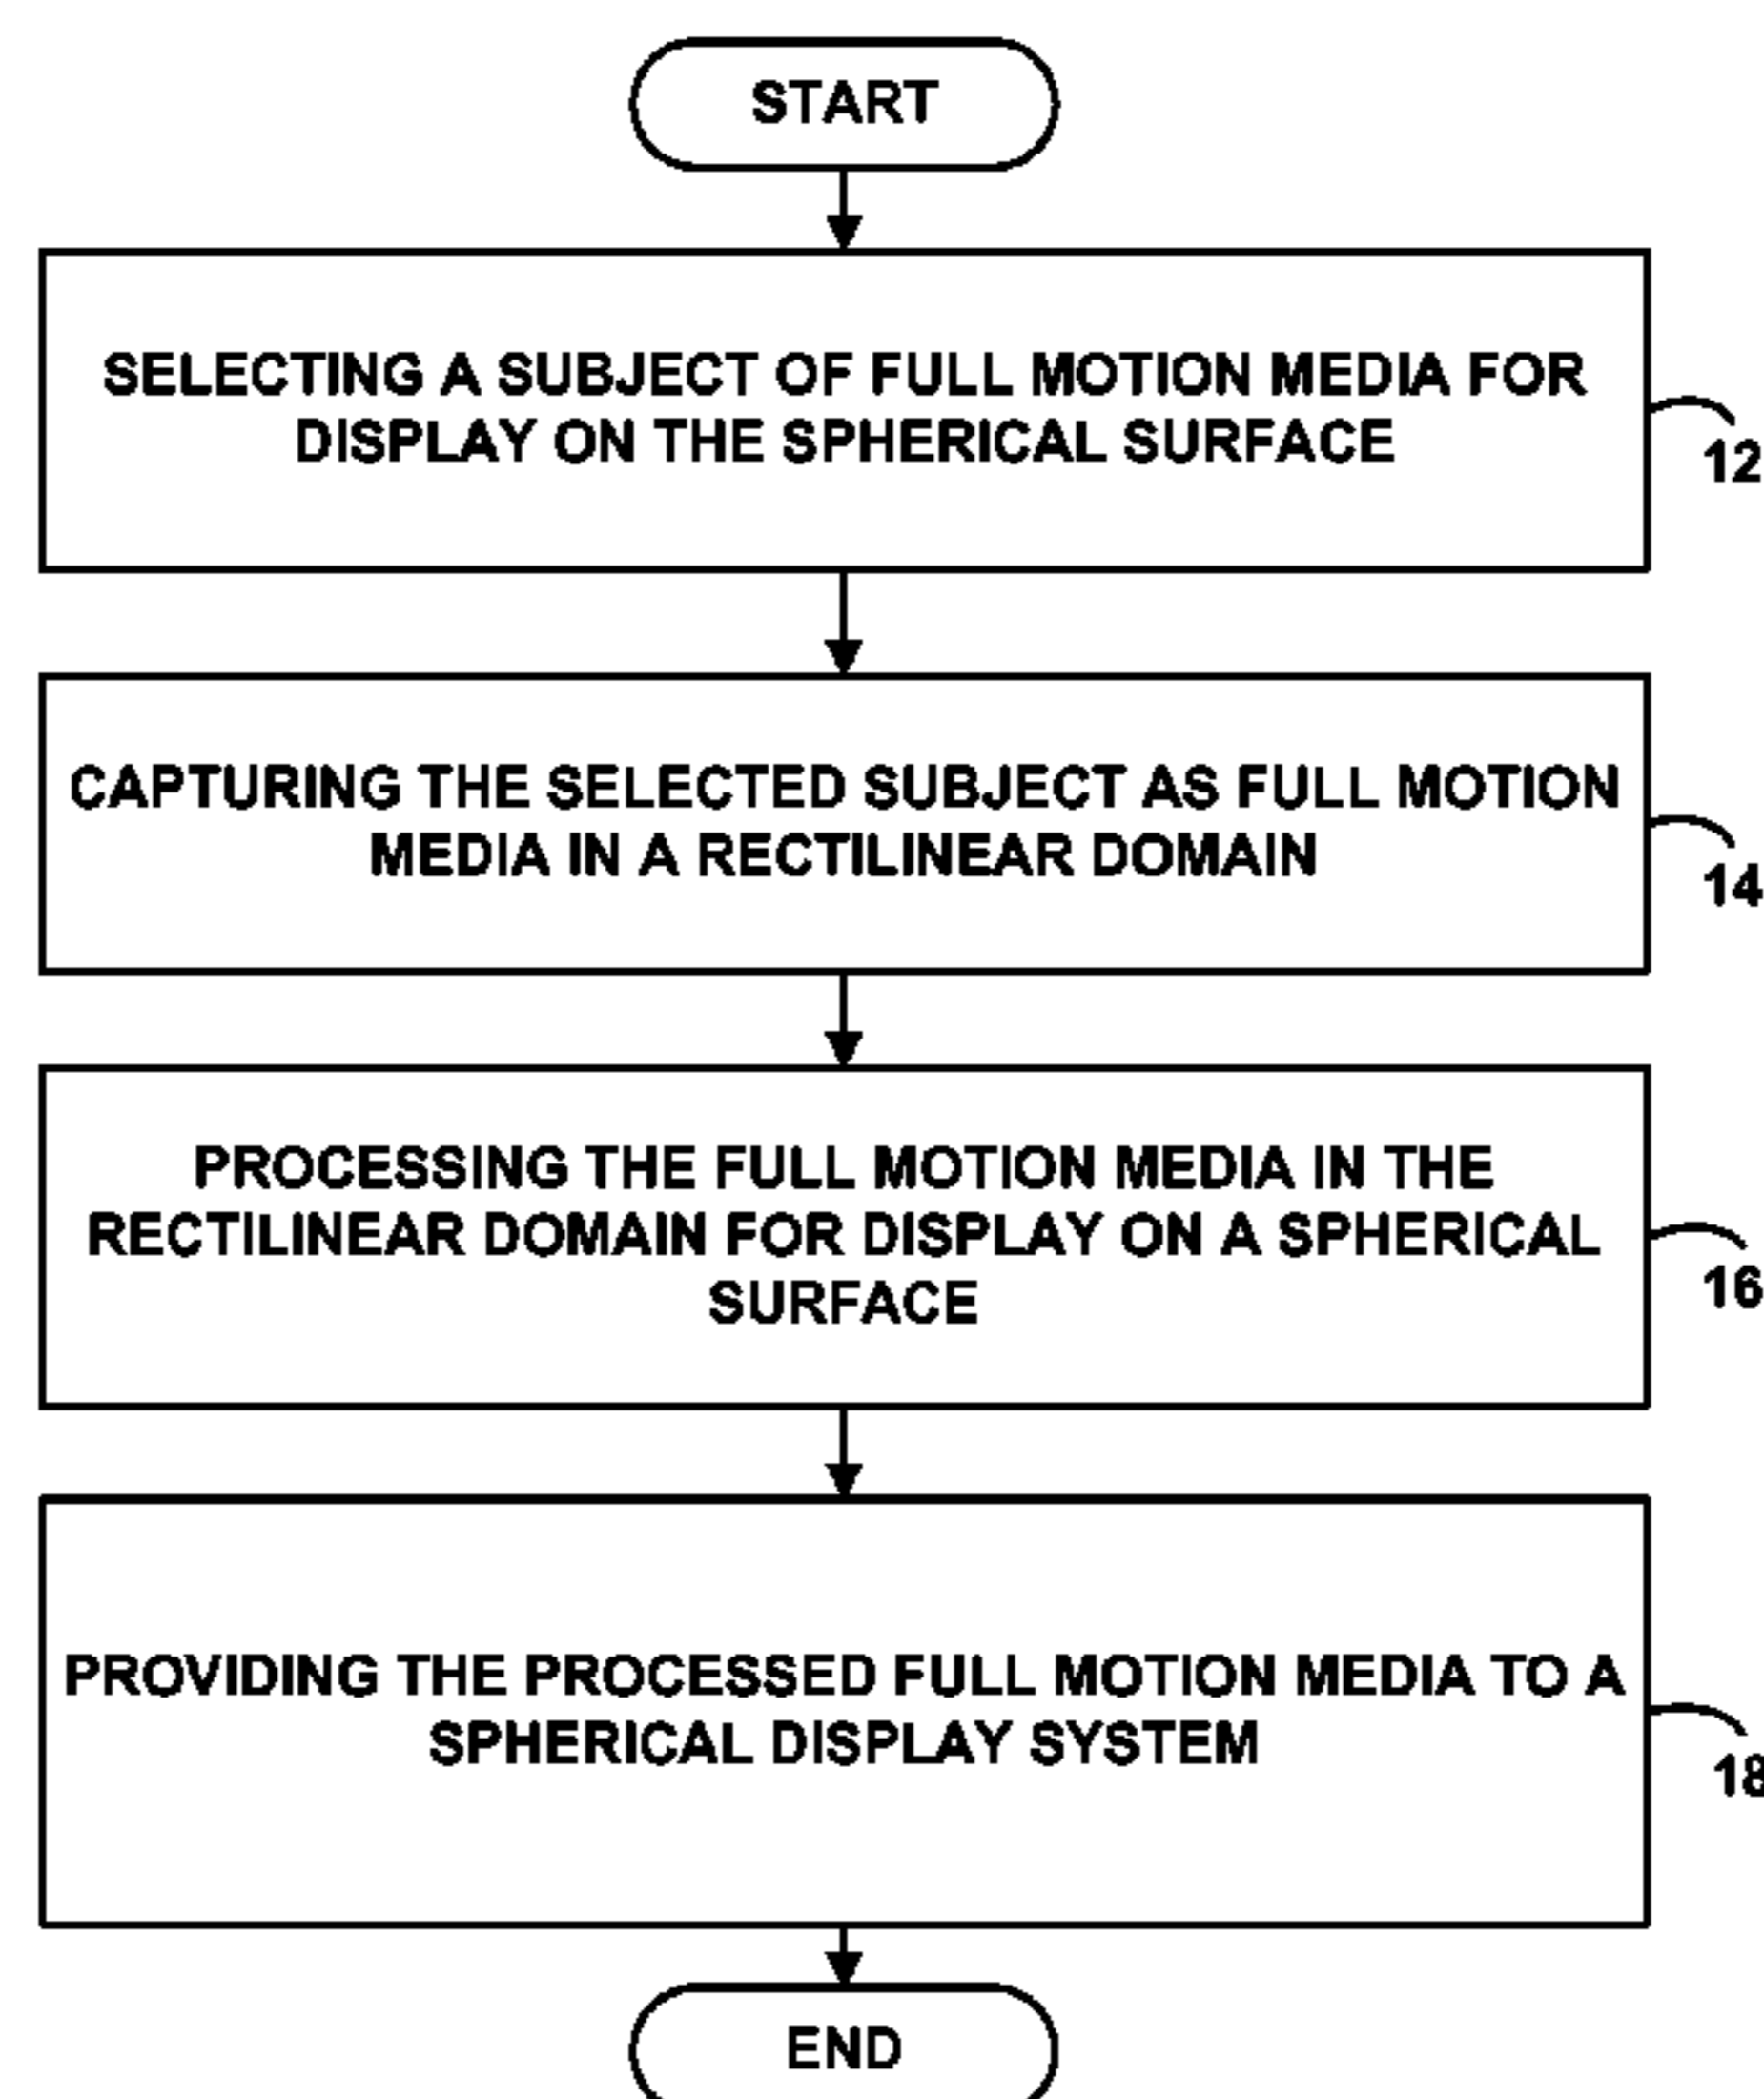 START
SELECTING A SUBJECT OF FULL MOTION MEDIA FOR
DISPLAY ON THE SPHERICAL SURFACE
12
CAPTURING THE SELECTED SUBJECT AS FULL MOTION
MEDIA IN A RECTILINEAR DOMAIN
14
PROCESSING THE FULL MOTION MEDIA IN THE
RECTILINEAR DOMAIN FOR DISPLAY ON A SPHERICAL
SURFACE
16
PROVIDING THE PROCESSED FULL MOTION MEDIA TO A
SPHERICAL DISPLAY SYSTEM
18
END